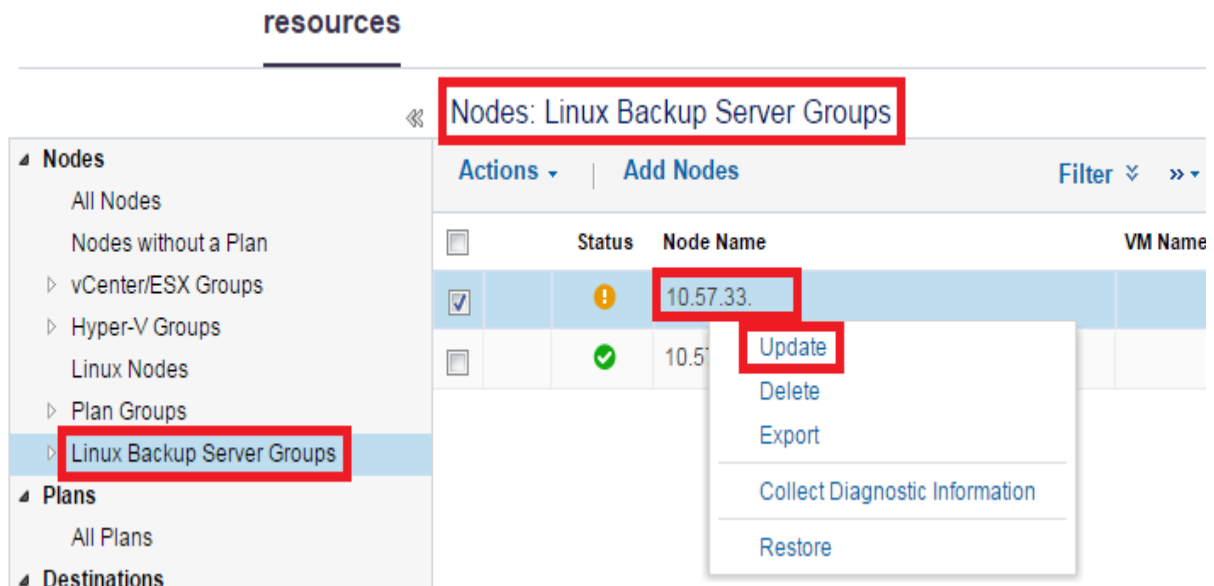 resources
Nodes: Linux Backup Server Groups
Nodes
All Nodes
Nodes without a Plan
vCenter/ESX Groups
Hyper-V Groups
Linux Nodes
Plan Groups
Linux Backup Server Groups
Plans
All Plans
Destinations
Actions Add Nodes Filter
Status Node Name VM Name
10.57.33.
10.5
Update
Delete
Export
Collect Diagnostic Information
Restore